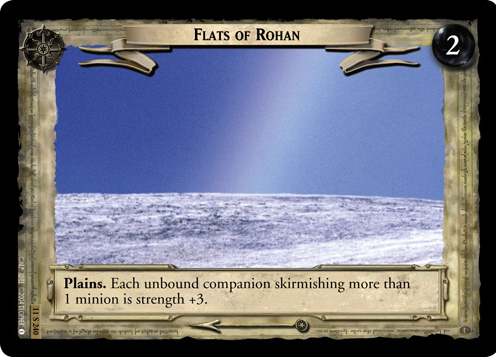 Flats of Rohan
2
Plains. Each unbound companion skirmishing more than
1 minion is strength +3.
11 S 240